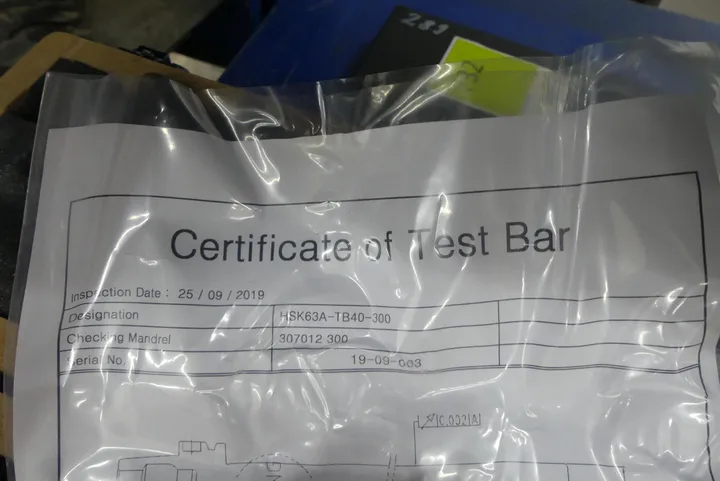 283
Certificate of Test Bar
Inspection Date : 25 / 09 / 2019
Designation HSK63A-TB40-300
Checking Mandrel 307012 300
Serial No. 19-09-003
0.002 A